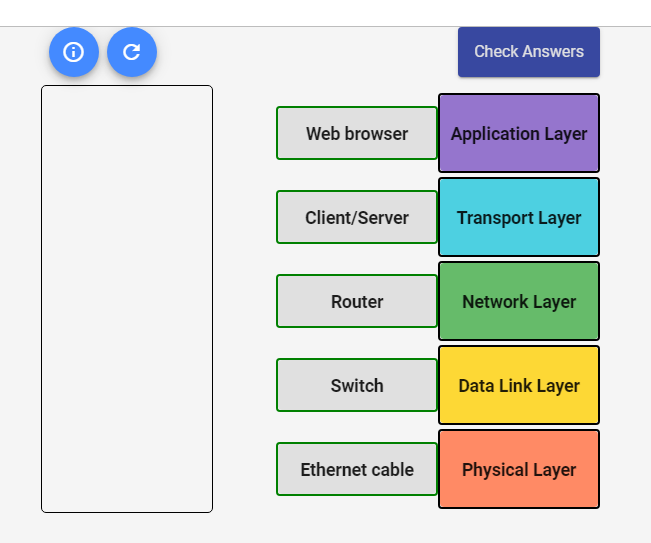 Check Answers
Web browser Application Layer
Client/Server Transport Layer
Router Network Layer
Switch Data Link Layer
Ethernet cable Physical Layer